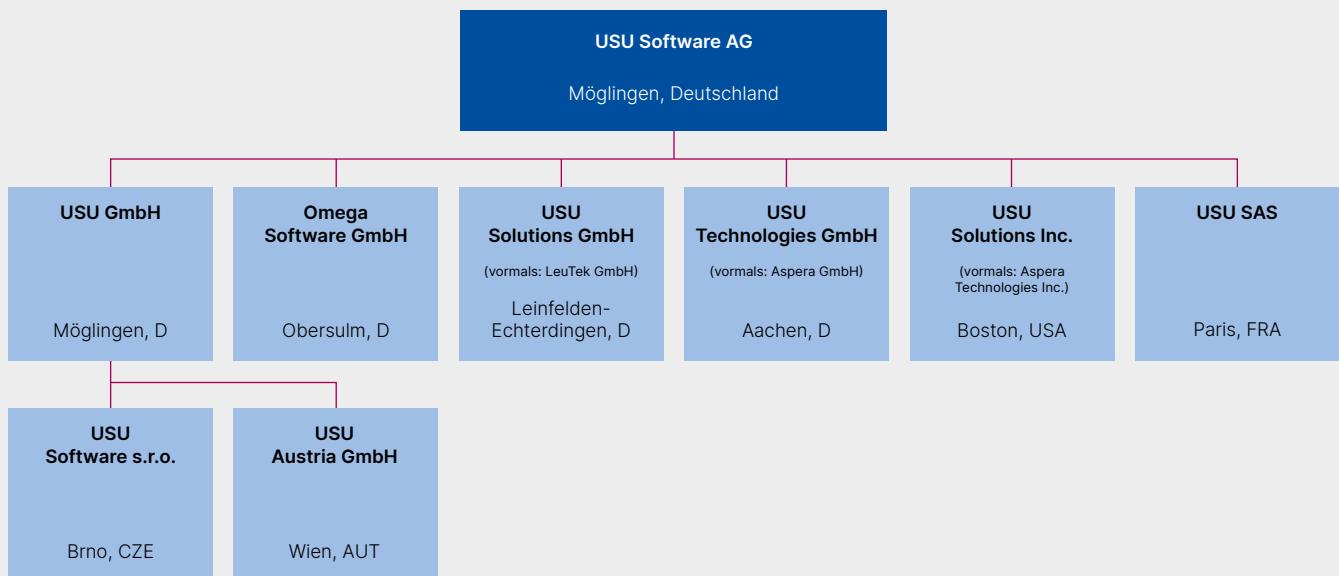 USU Software AG
Möglingen, Deutschland
USU GmbH
Möglingen, D
Omega
Software GmbH
Obersulm, D
USU
Solutions GmbH
(vormals: LeuTek GmbH)
Leinfelden-
Echterdingen, D
USU
Technologies GmbH
(vormals: Aspera GmbH)
Aachen, D
USU
Solutions Inc.
(vormals: Aspera
Technologies Inc.)
Boston, USA
USU SAS
Paris, FRA
USU
Software s.r.o.
Brno, CZE
USU
Austria GmbH
Wien, AUT